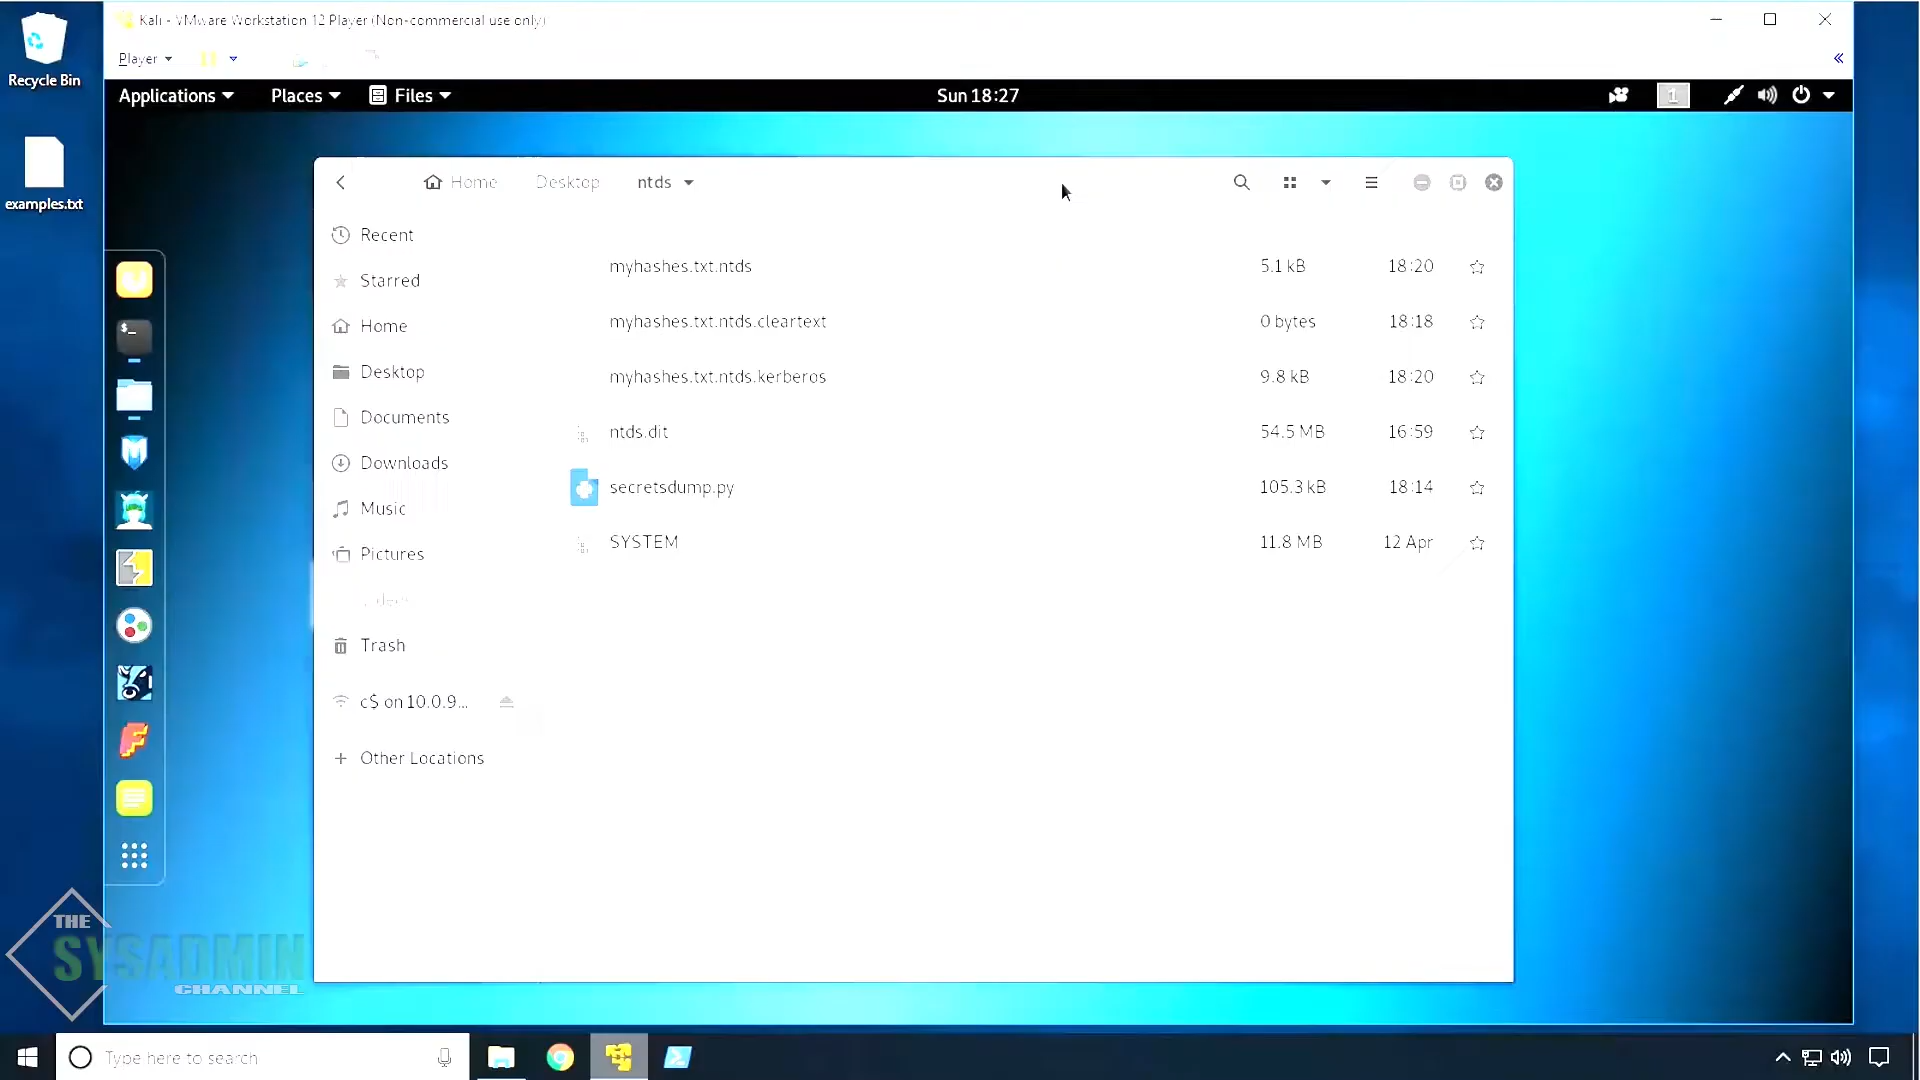 Recycle Bin
examples.txt
Kali - VMware Workstation 12 Player (Non-commercial use only)
Player
Applications
Places
Files
Sun 18:27
1
Home
Desktop
ntds
Recent
Starred
Home
Desktop
Documents
Downloads
Music
Pictures
Trash
c$ on 10.0.9...
Other Locations
myhashes.txt.ntds 5.1 kB 18:20
myhashes.txt.ntds.cleartext 0 bytes 18:18
myhashes.txt.ntds.kerberos 9.8 kB 18:20
ntds.dit 54.5 MB 16:59
secretsdump.py 105.3 kB 18:14
SYSTEM 11.8 MB 12 Apr
THE
SYSADMIN
CHANNEL
Type here to search